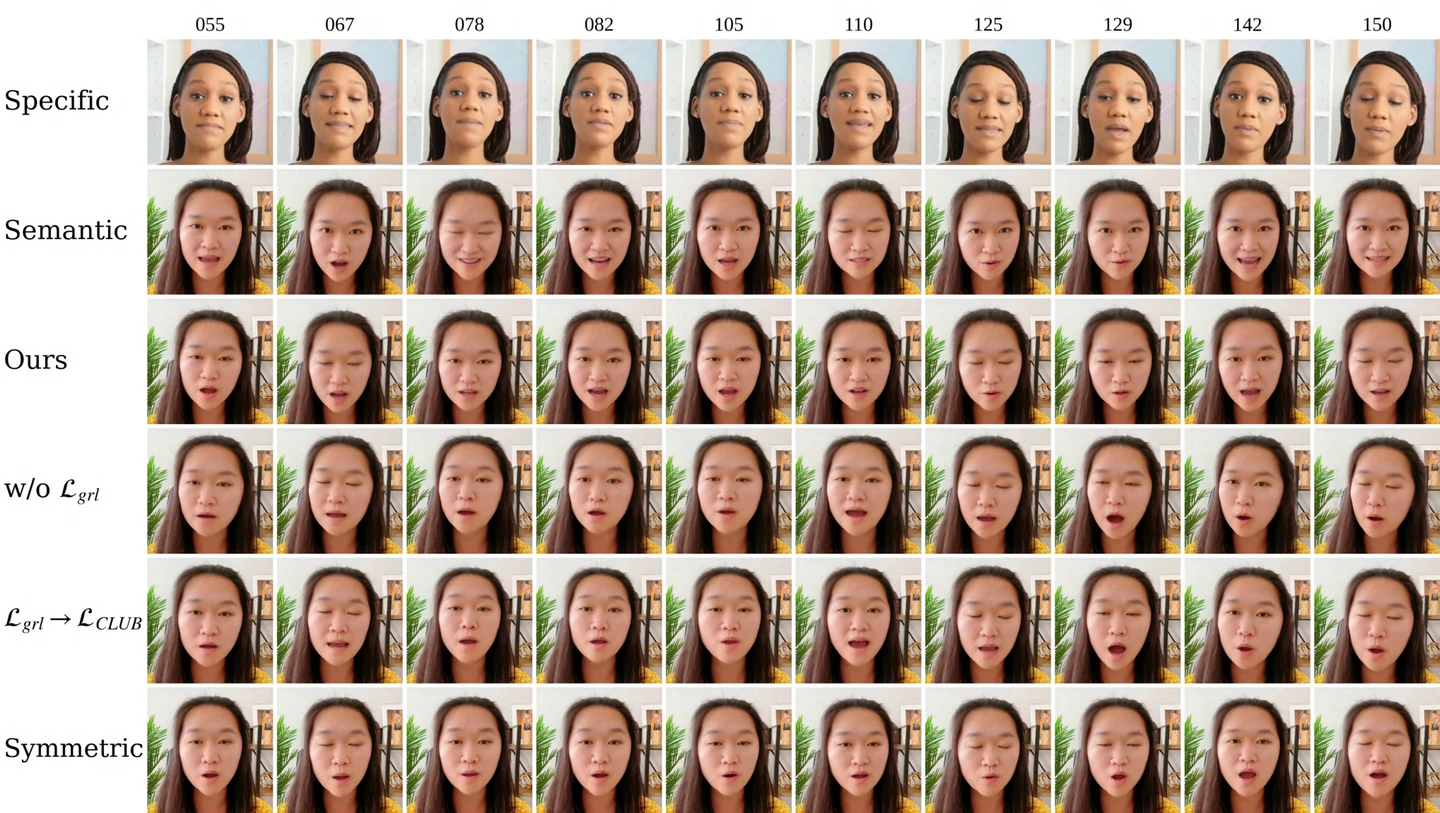 055 067 078 082 105 110 125 129 142 150
Specific
Semantic
Ours
w/o ℒgrl
ℒgrl → ℒCLUB
Symmetric